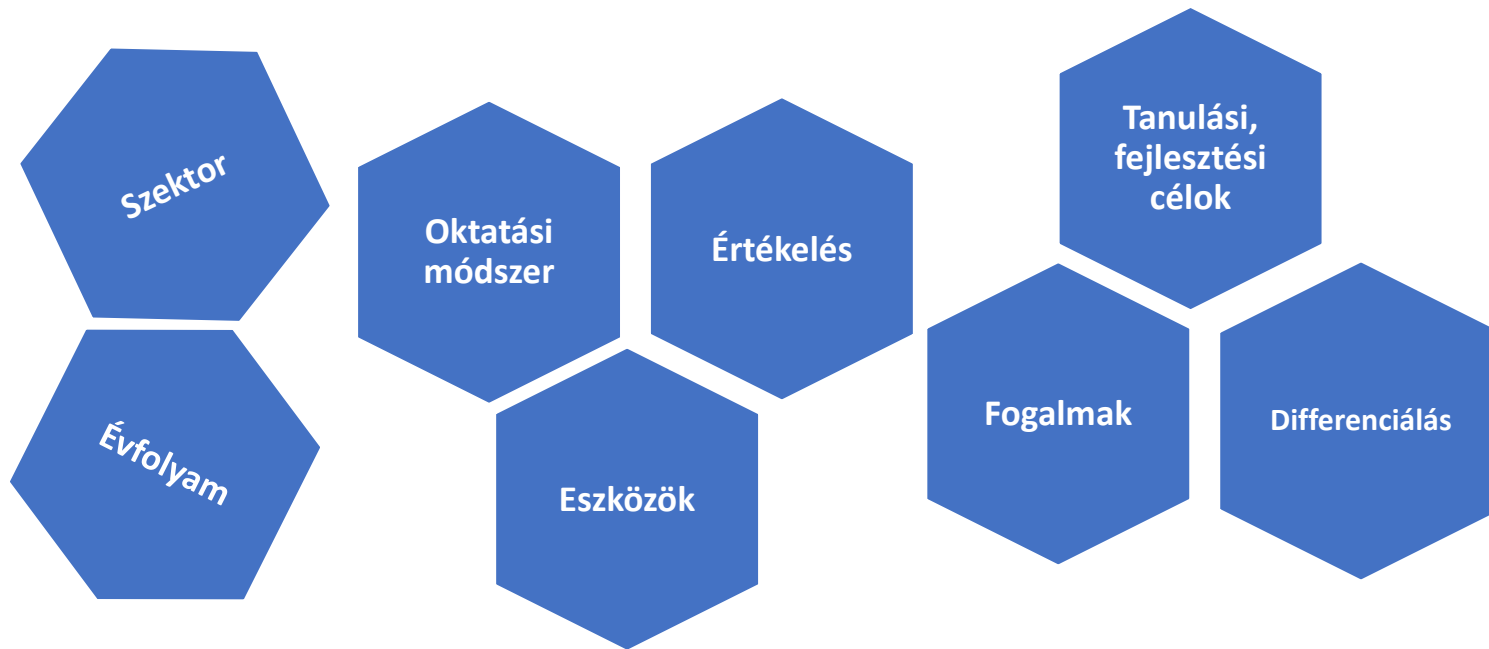 Szektor
Évfolyam
Oktatási
módszer
Értékelés
Eszközök
Tanulási,
fejlesztési
célok
Fogalmak
Differenciálás